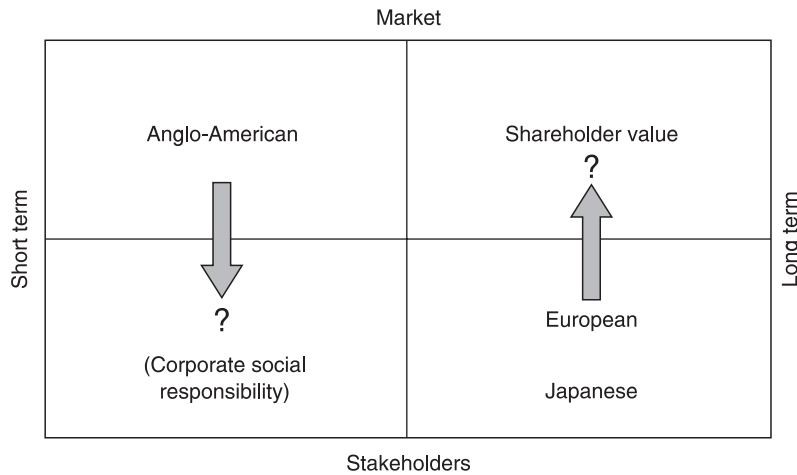 Market
Anglo-American
Shareholder value
?
Short term
Long term
?
European
(Corporate social
responsibility)
Japanese
Stakeholders